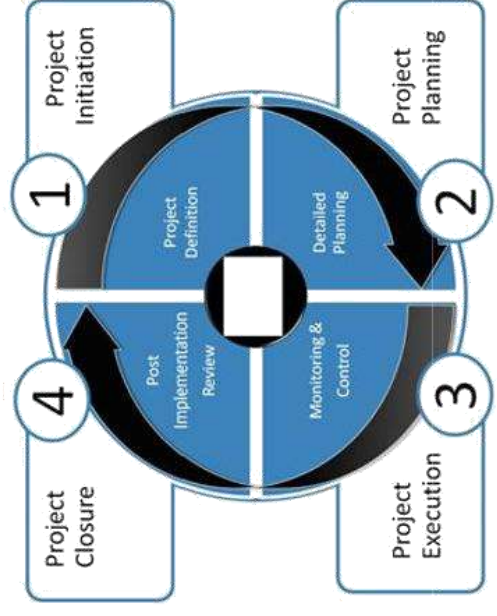 1
Project
Initiation
Project
Definition
2
Project
Planning
Detailed
Planning
3
Project
Execution
Monitoring &
Control
4
Project
Closure
Post
Implementation
Review